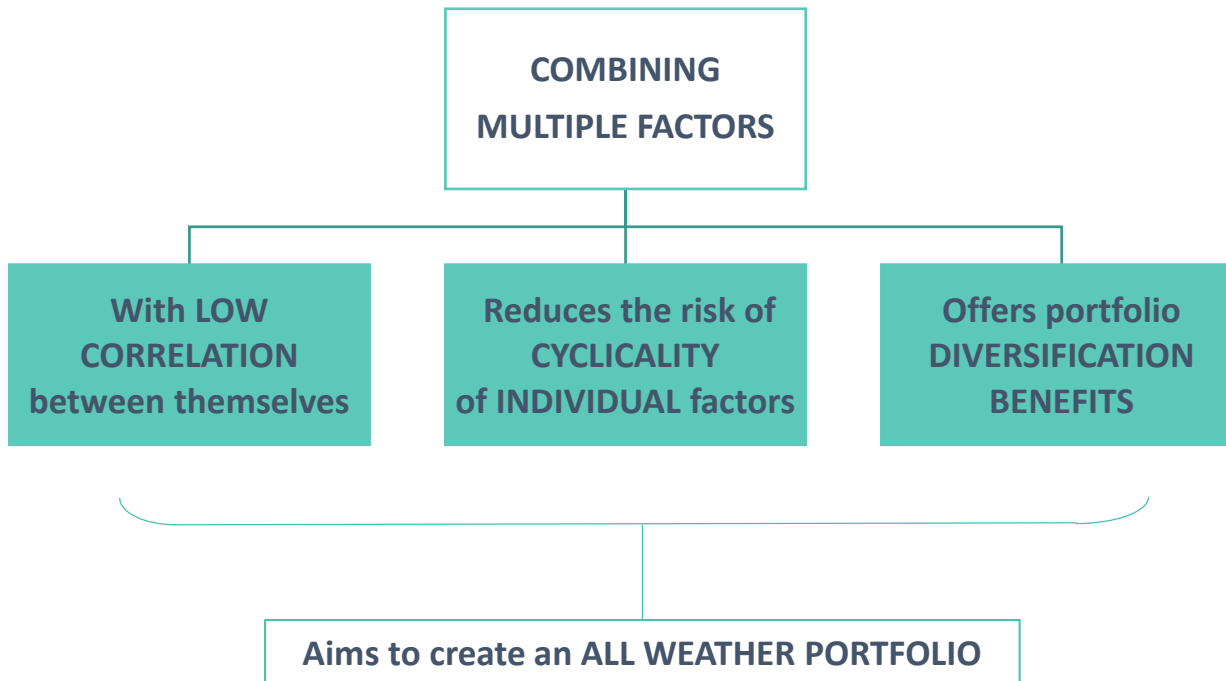 COMBINING
MULTIPLE FACTORS
With LOW
CORRELATION
between themselves
Reduces the risk of
CYCLICALITY
of INDIVIDUAL factors
Offers portfolio
DIVERSIFICATION
BENEFITS
Aims to create an ALL WEATHER PORTFOLIO